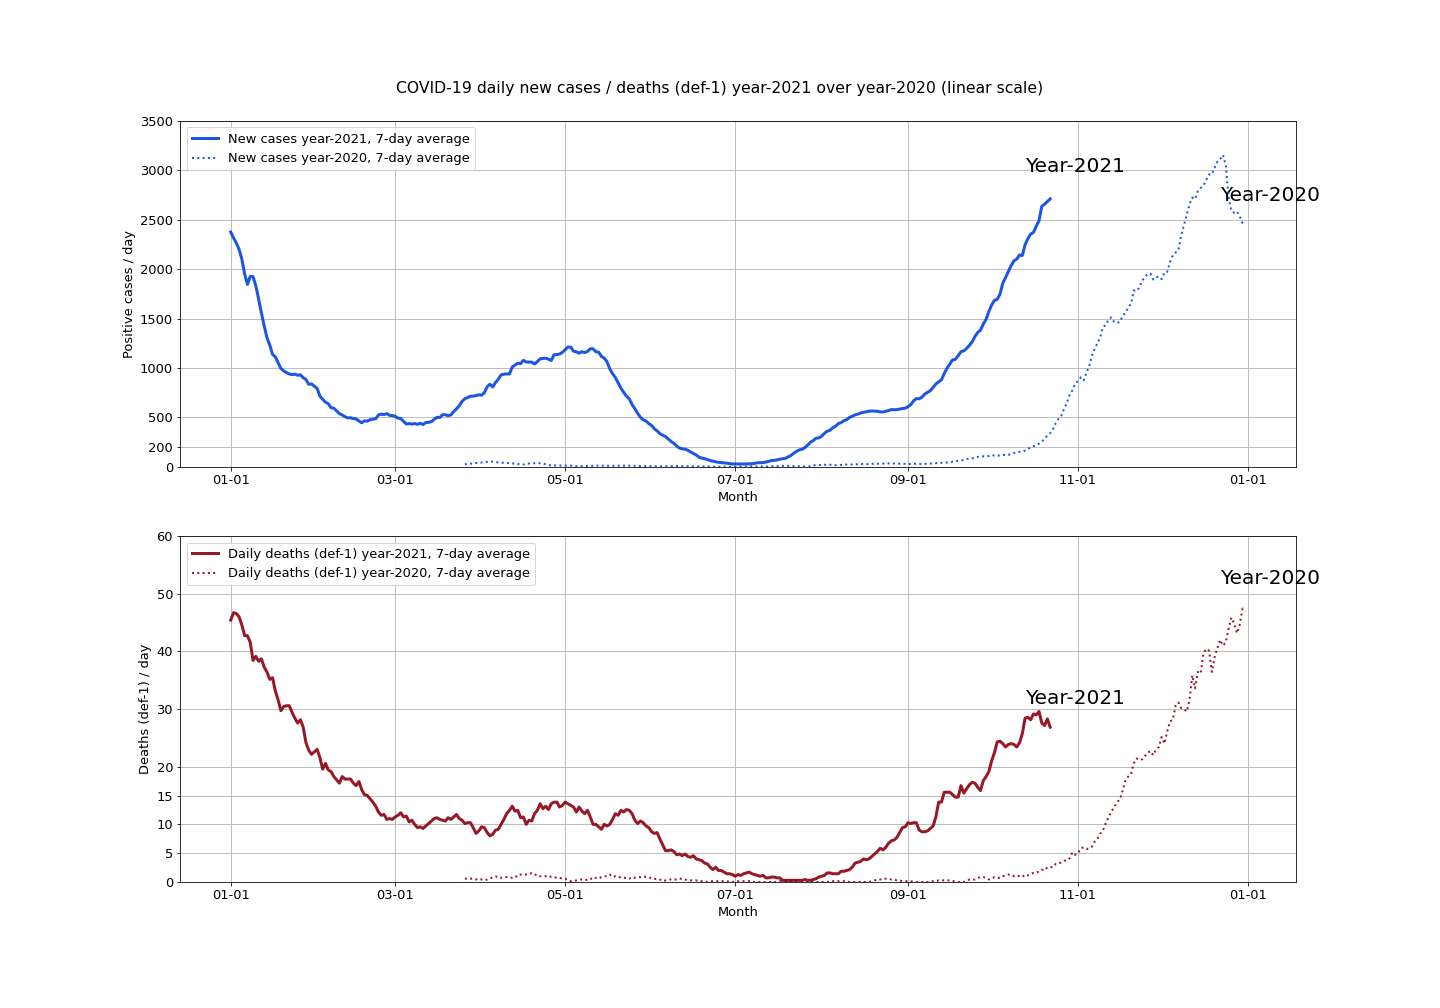 COVID-19 daily new cases / deaths (def-1) year-2021 over year-2020 (linear scale)
3500
3000
2500
2000
1500
1000
500
200
0
Positive cases / day
New cases year-2021, 7-day average
New cases year-2020, 7-day average
Year-2021
Year-2020
01-01 03-01 05-01 07-01 09-01 11-01 01-01
Month
60
50
40
30
20
15
10
5
0
Deaths (def-1) / day
Daily deaths (def-1) year-2021, 7-day average
Daily deaths (def-1) year-2020, 7-day average
Year-2020
Year-2021
01-01 03-01 05-01 07-01 09-01 11-01 01-01
Month